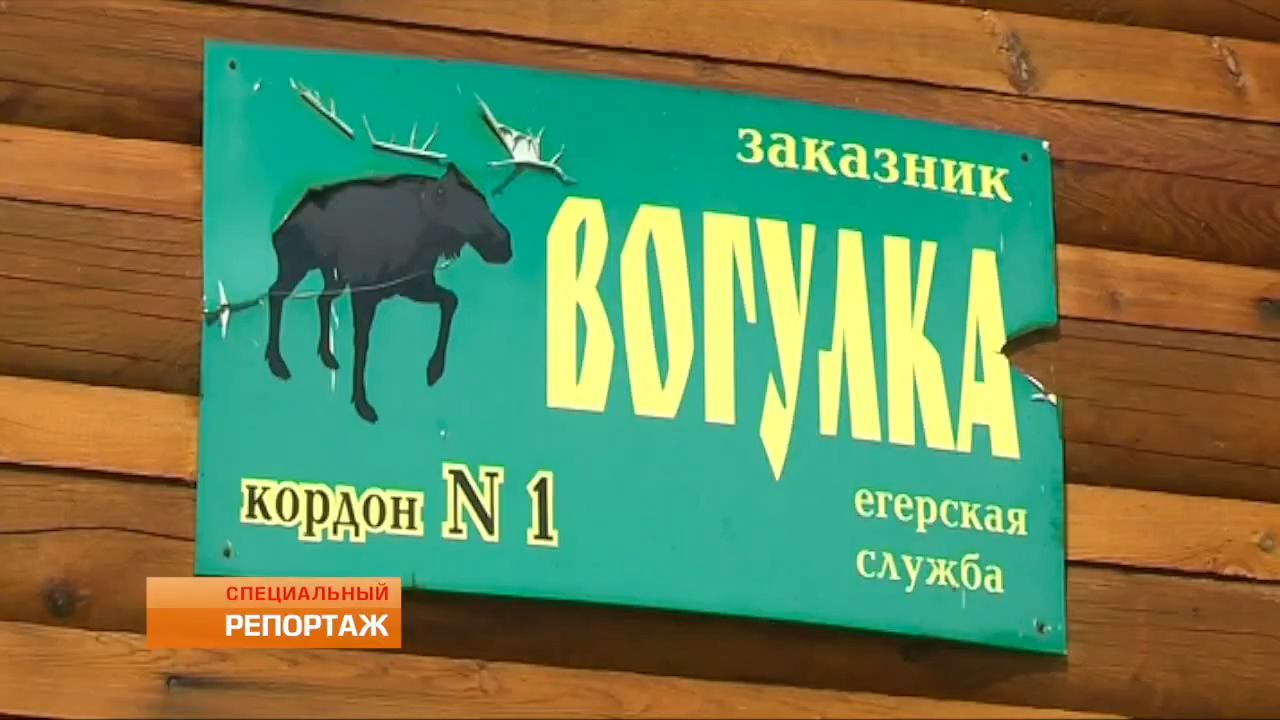 заказник
ВОГУЛКА
кордон N 1
егерская
служба
СПЕЦИАЛЬНЫЙ
РЕПОРТАЖ